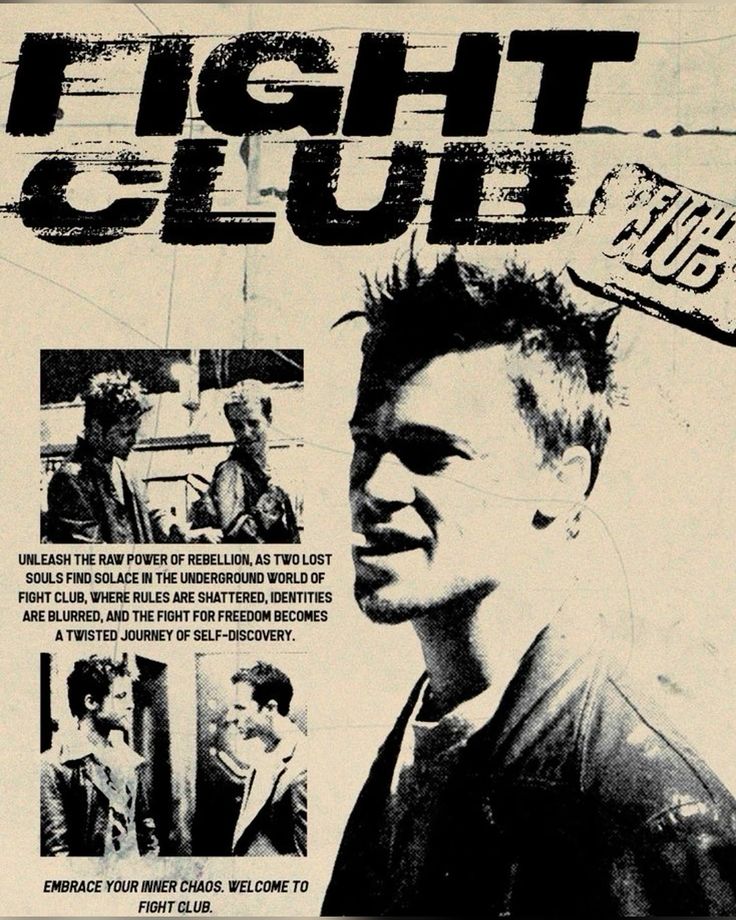 FIGHT
CLUB
FIGHT
CLUB
UNLEASH THE RAW POWER OF REBELLION, AS TWO LOST
SOULS FIND SOLACE IN THE UNDERGROUND WORLD OF
FIGHT CLUB, WHERE RULES ARE SHATTERED, IDENTITIES
ARE BLURRED, AND THE FIGHT FOR FREEDOM BECOMES
A TWISTED JOURNEY OF SELF-DISCOVERY.
EMBRACE YOUR INNER CHAOS. WELCOME TO
FIGHT CLUB.